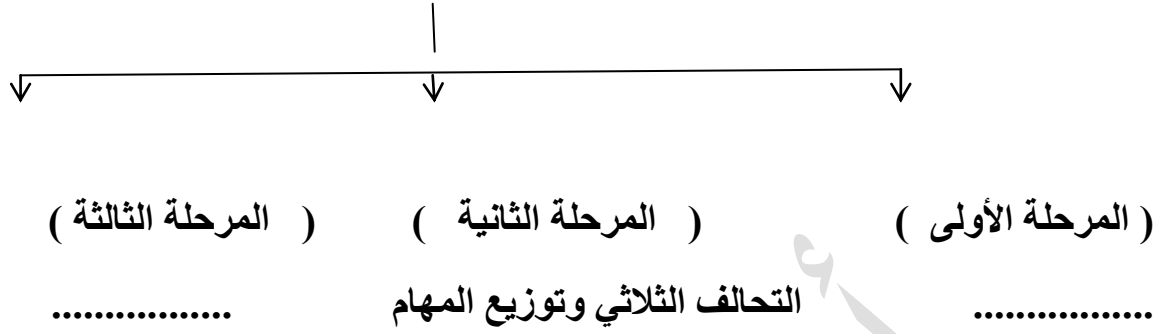 ( المرحلة الأولى ) ( المرحلة الثانية ) ( المرحلة الثالثة )
................. التحالف الثلاثي وتوزيع المهام .................